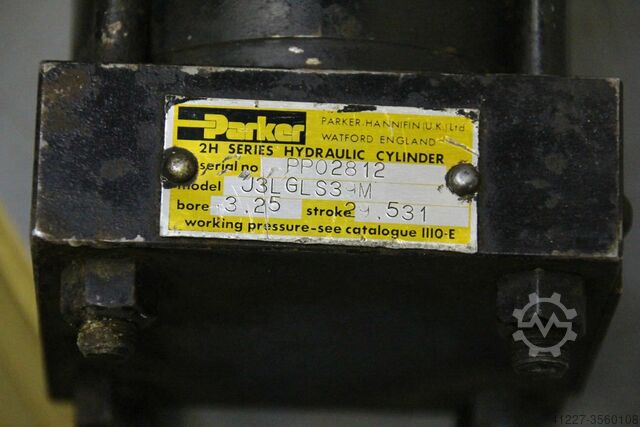 Parker
PARKER-HANNIFIN (U.K.) Ltd
WATFORD ENGLAND
2H SERIES HYDRAULIC CYLINDER
serial no PP02812
model
bore 3.25 stroke
working pressure-see catalogue 1110-E
41227-3560108